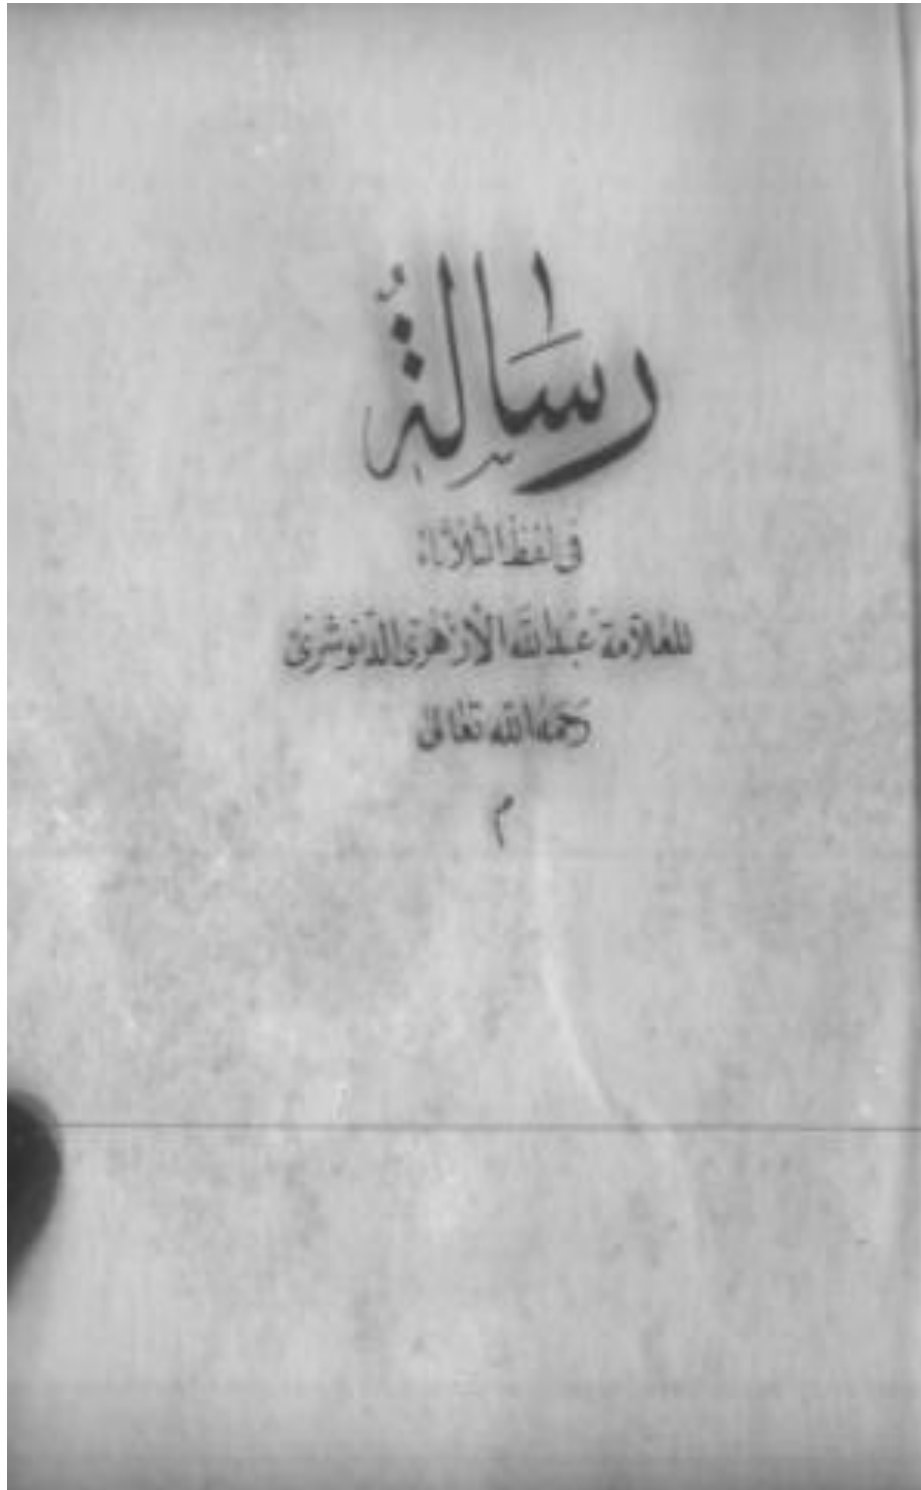 رسالةٌ
في لفظ الثلاثاء
للعلامة عبد الله الأزهري الدنوشري
رحمه الله تعالى
م